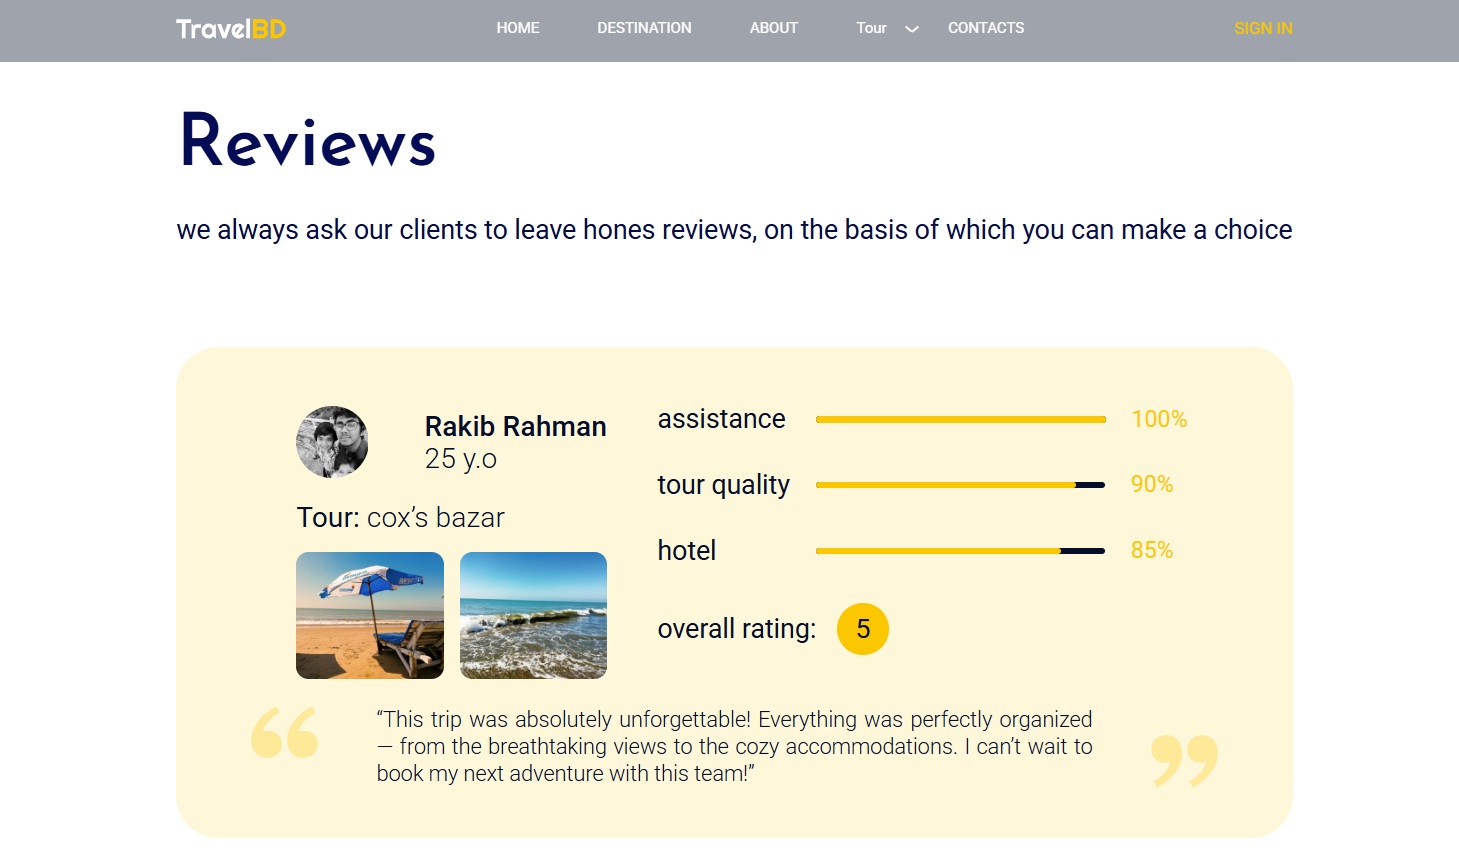 TravelBD
HOME DESTINATION ABOUT Tour CONTACTS SIGN IN
Reviews
we always ask our clients to leave hones reviews, on the basis of which you can make a choice
Rakib Rahman
25 y.o
Tour: cox’s bazar
assistance 100%
tour quality 90%
hotel 85%
overall rating: 5
“This trip was absolutely unforgettable! Everything was perfectly organized
— from the breathtaking views to the cozy accommodations. I can’t wait to
book my next adventure with this team!”